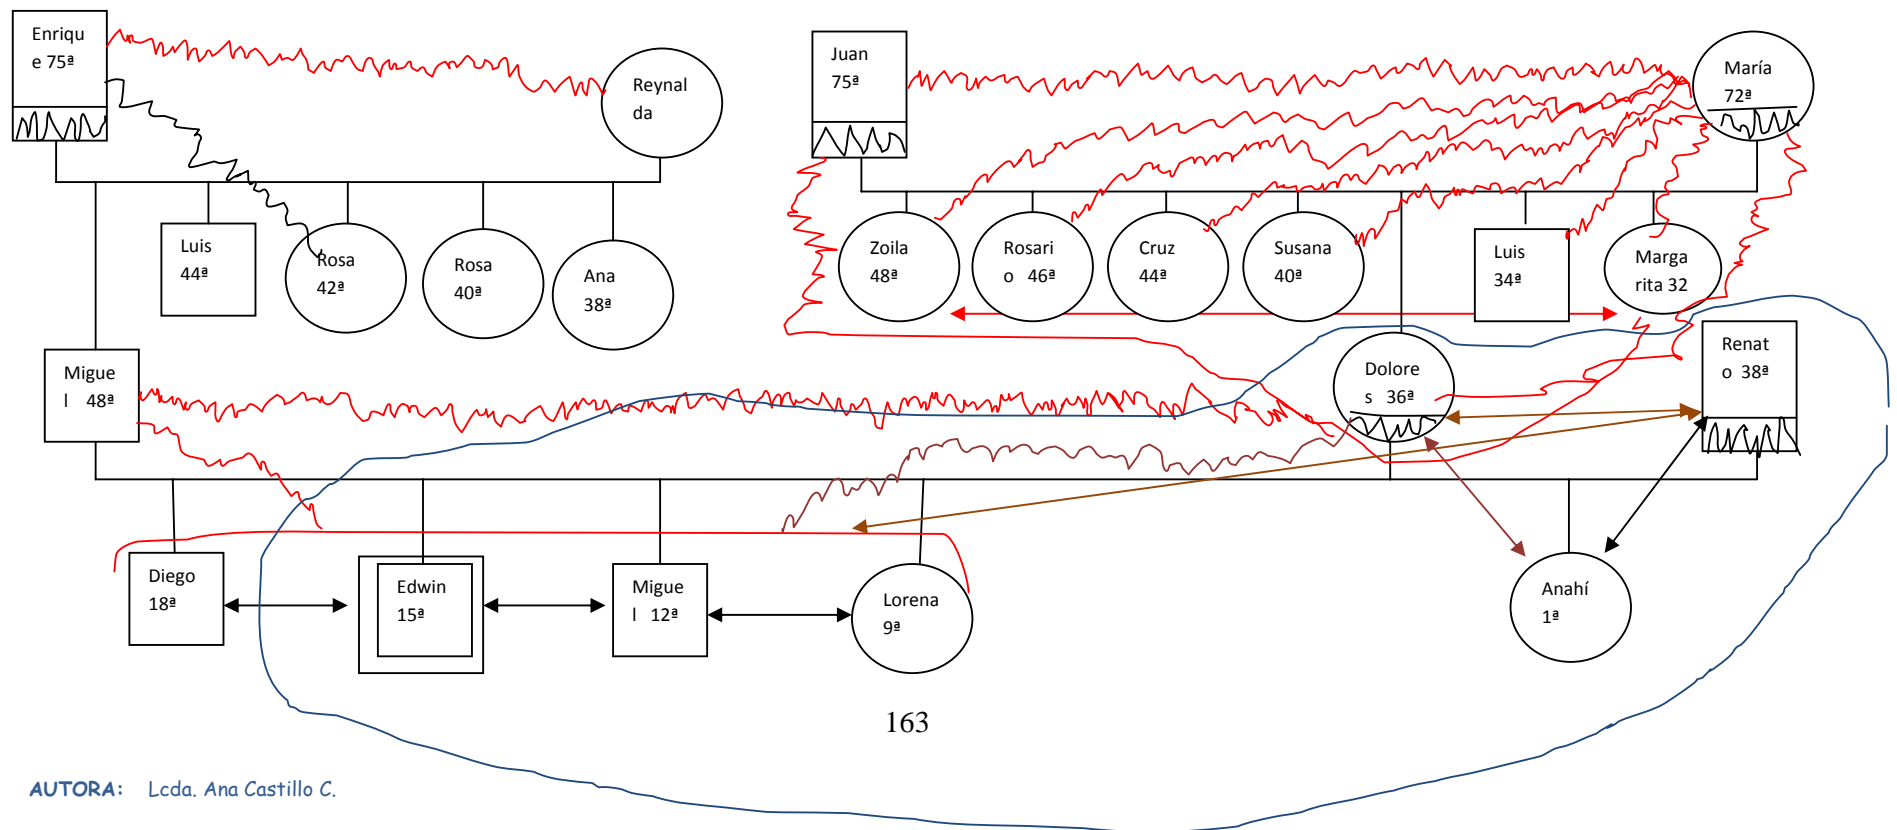 Enriqu
e 75ª
Reynal
da
Juan
75ª
María
72ª
Luis
44ª
Rosa
42ª
Rosa
40ª
Ana
38ª
Zoila
48ª
Rosari
o 46ª
Cruz
44ª
Susana
40ª
Luis
34ª
Marga
rita 32
Migue
l 48ª
Dolore
s 36ª
Renat
o 38ª
Diego
18ª
Edwin
15ª
Migue
l 12ª
Lorena
9ª
Anahí
1ª
163
AUTORA: Lcda. Ana Castillo C.